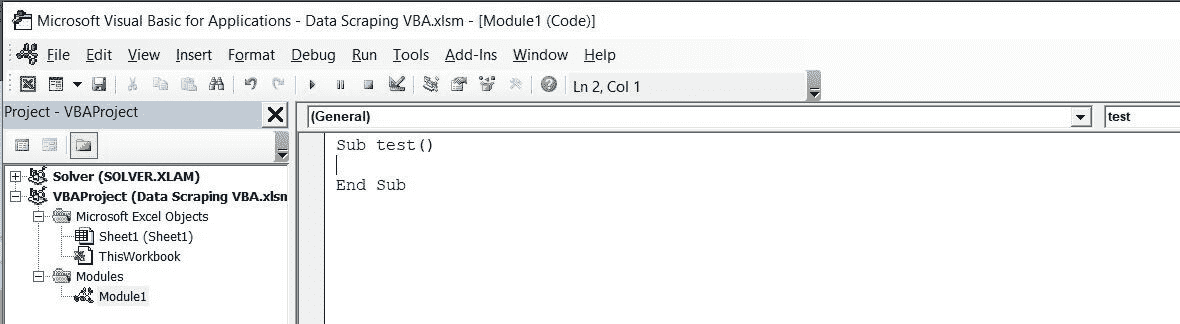 Microsoft Visual Basic for Applications - Data Scraping VBA.xlsm - [Module1 (Code)]
File Edit View Insert Format Debug Run Tools Add-Ins Window Help
Ln 2, Col 1
Project - VBAProject
(General) test
Solver (SOLVER.XLAM)
VBAProject (Data Scraping VBA.xlsm
Microsoft Excel Objects
Sheet1 (Sheet1)
ThisWorkbook
Modules
Module1
Sub test()
End Sub